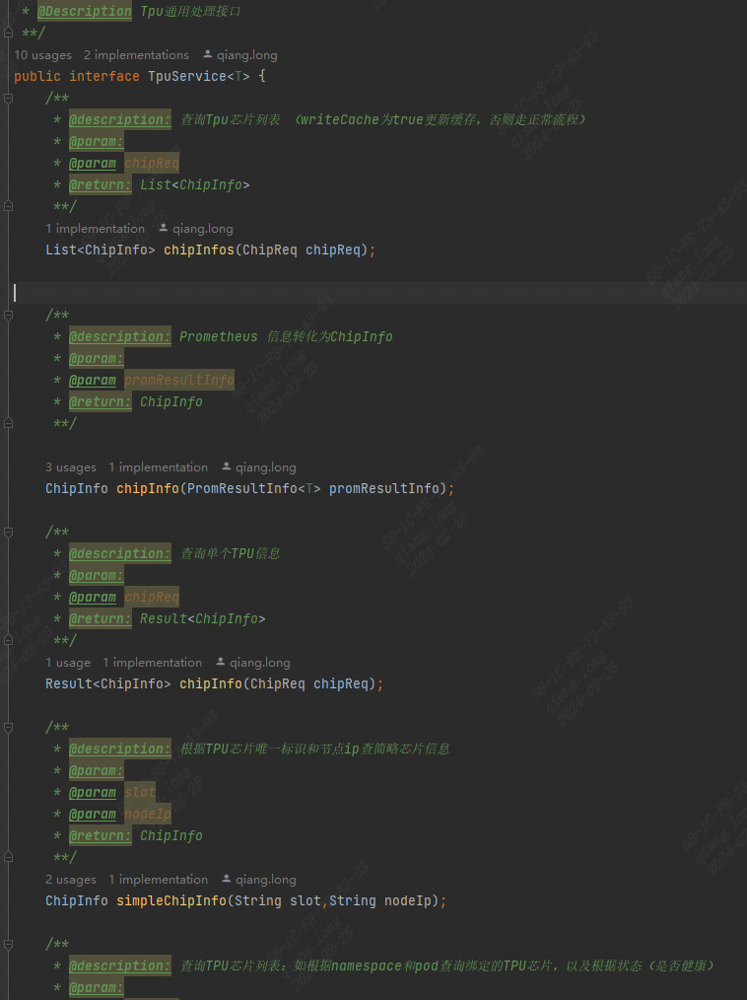 * @Description Tpu通用处理接口
**/
10 usages 2 implementations qiang.long
public interface TpuService<T> {
/**
* @description: 查询Tpu芯片列表 （writeCache为true更新缓存，否则走正常流程）
* @param:
* @param chipReq
* @return: List<ChipInfo>
**/
1 implementation qiang.long
List<ChipInfo> chipInfos(ChipReq chipReq);
/**
* @description: Prometheus 信息转化为ChipInfo
* @param:
* @param promResultInfo
* @return: ChipInfo
**/
3 usages 1 implementation qiang.long
ChipInfo chipInfo(PromResultInfo<T> promResultInfo);
/**
* @description: 查询单个TPU信息
* @param:
* @param chipReq
* @return: Result<ChipInfo>
**/
1 usage 1 implementation qiang.long
Result<ChipInfo> chipInfo(ChipReq chipReq);
/**
* @description: 根据TPU芯片唯一标识和节点ip查简略芯片信息
* @param:
* @param slot
* @param nodeIp
* @return: ChipInfo
**/
2 usages 1 implementation qiang.long
ChipInfo simpleChipInfo(String slot,String nodeIp);
/**
* @description: 查询TPU芯片列表：如根据namespace和pod查询绑定的TPU芯片，以及根据状态（是否健康）
* @param: